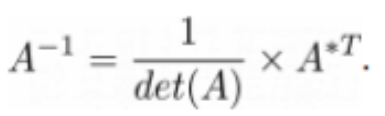 A^{-1} = \frac{1}{det(A)} \times A^{*T}.